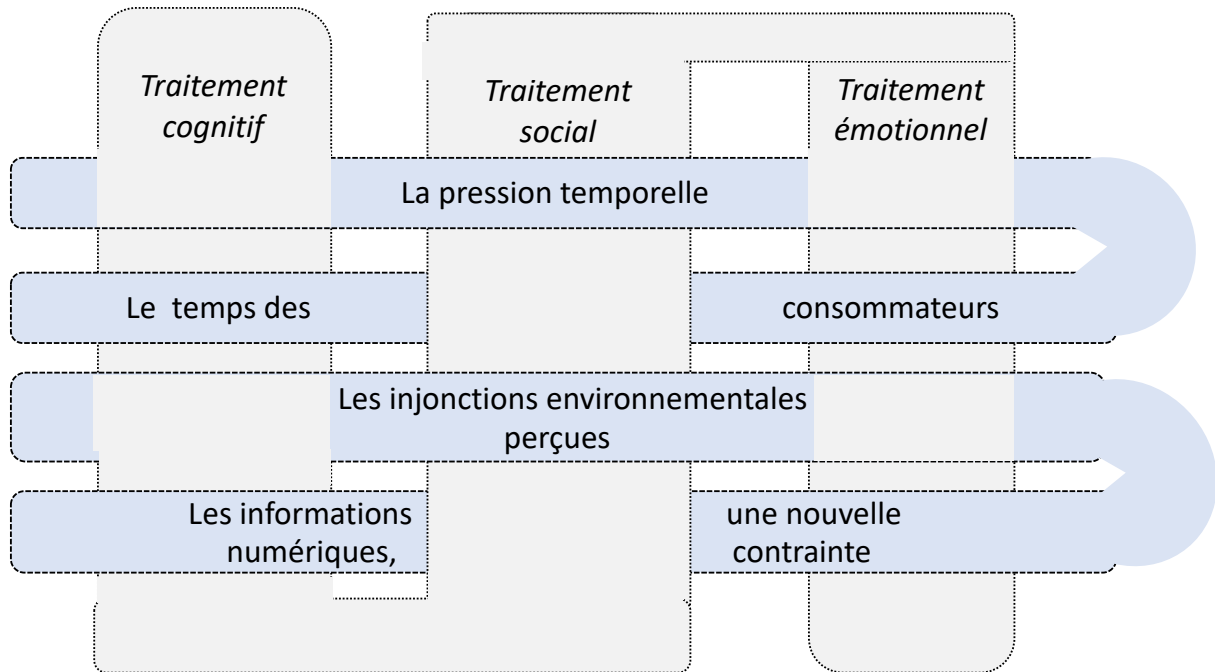 Traitement
cognitif
Traitement
social
Traitement
émotionnel
La pression temporelle
Le temps des
consommateurs
Les injonctions environnementales
perçues
Les informations
numériques,
une nouvelle
contrainte